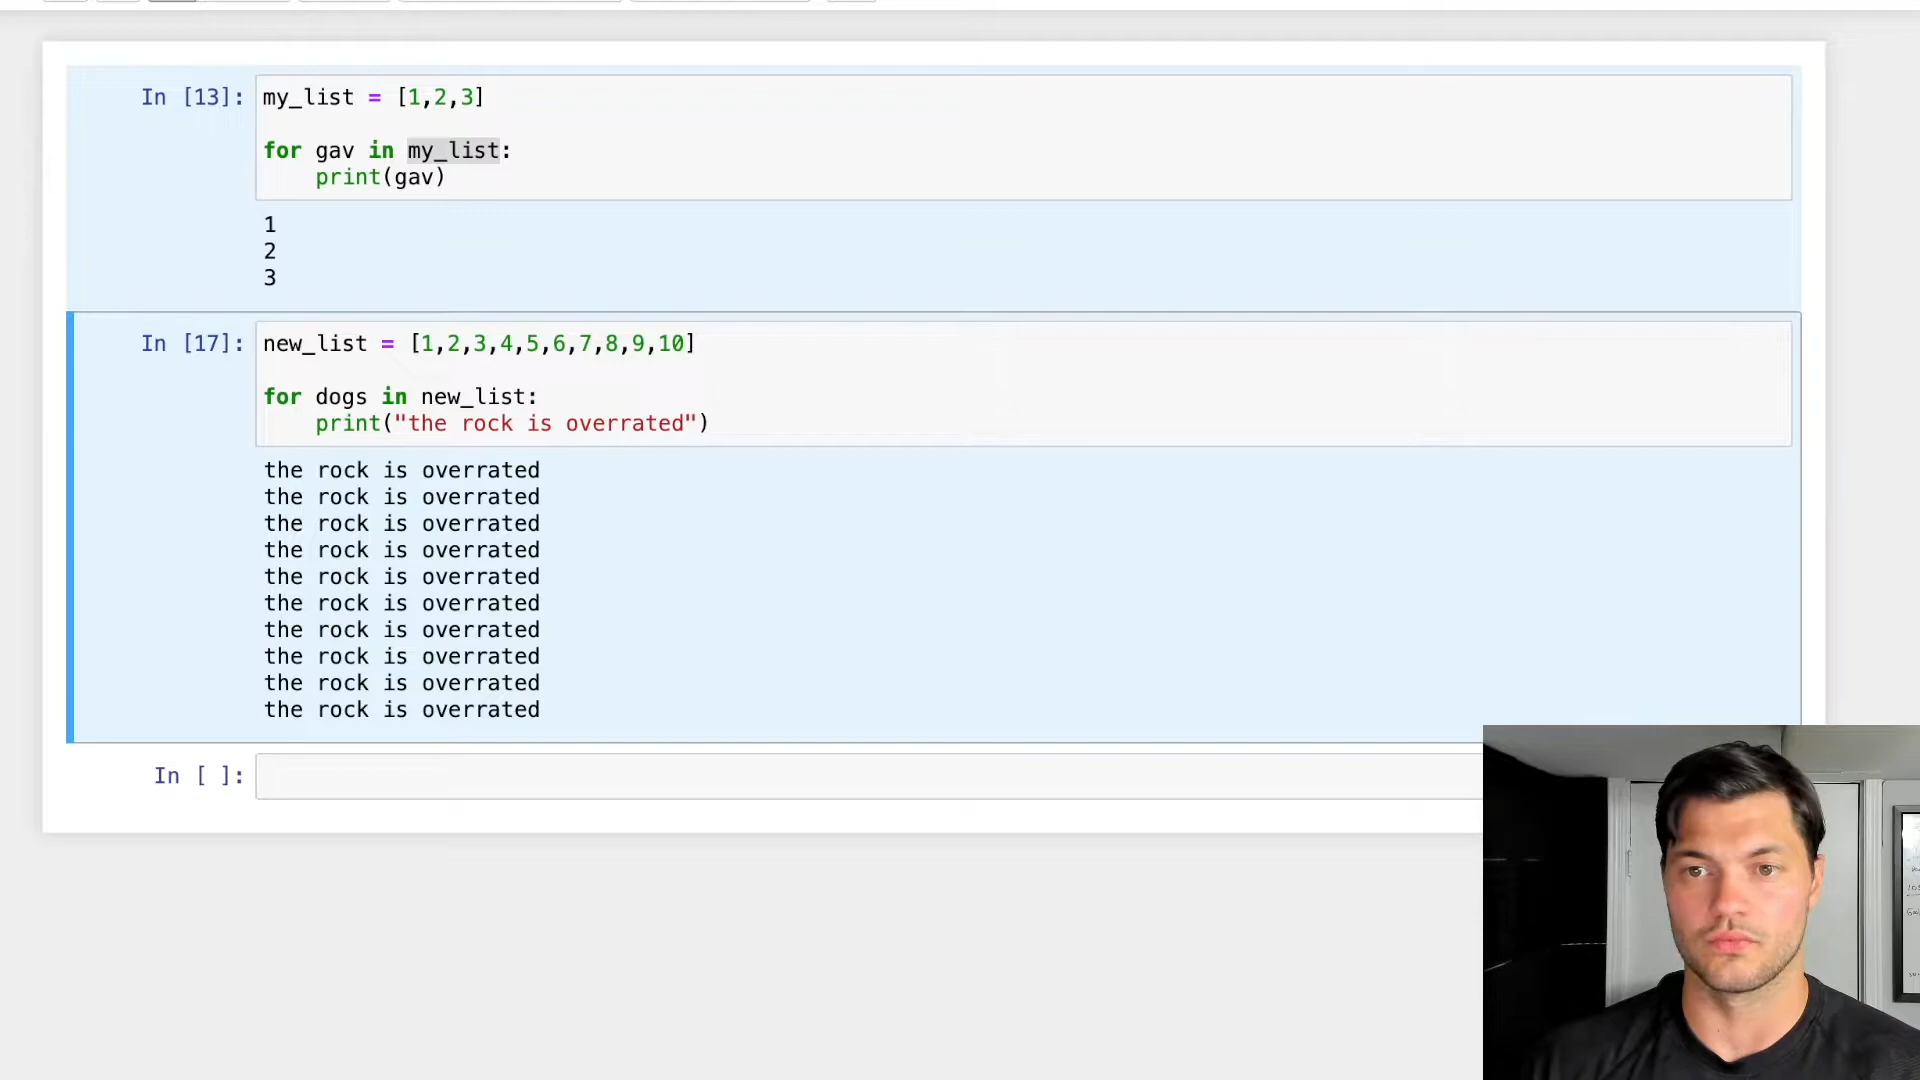 In [13]: my_list = [1,2,3]
for gav in my_list:
    print(gav)
1
2
3
In [17]: new_list = [1,2,3,4,5,6,7,8,9,10]
for dogs in new_list:
    print("the rock is overrated")
the rock is overrated
the rock is overrated
the rock is overrated
the rock is overrated
the rock is overrated
the rock is overrated
the rock is overrated
the rock is overrated
the rock is overrated
the rock is overrated
In [ ]: